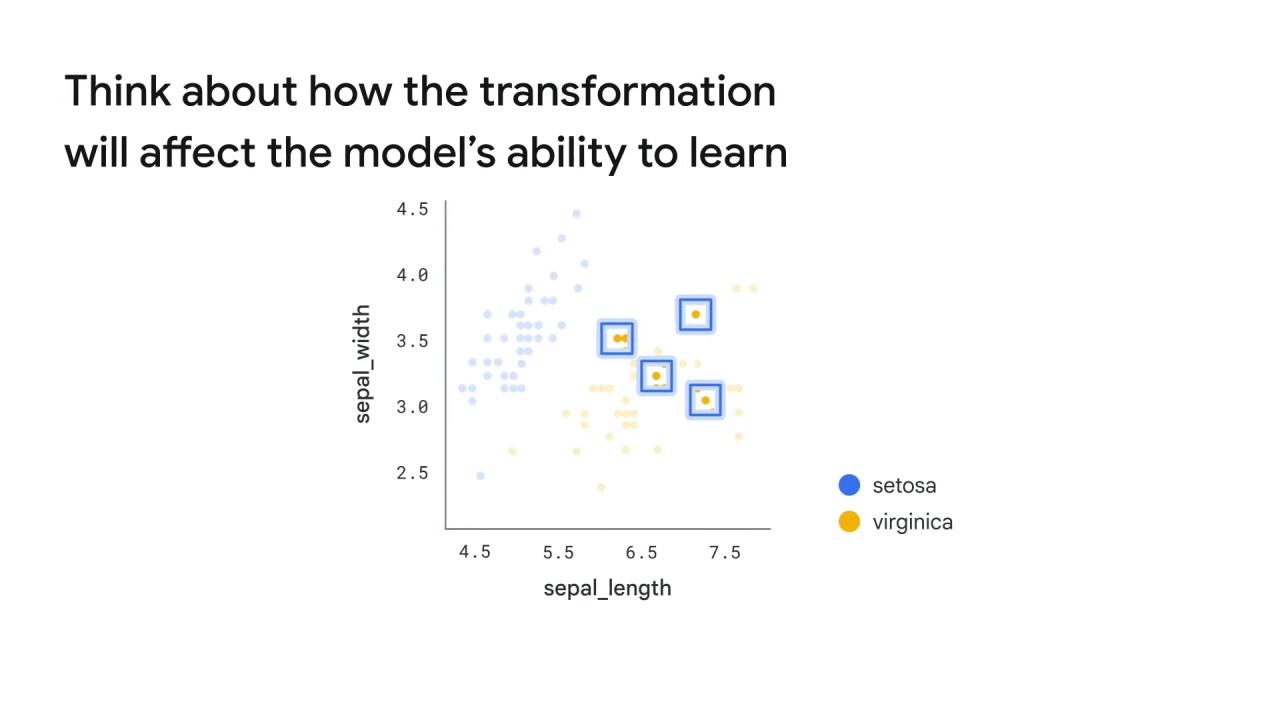 Think about how the transformation
will affect the model's ability to learn
4.5
4.0
3.5
3.0
2.5
sepal_width
4.5 5.5 6.5 7.5
sepal_length
setosa
virginica